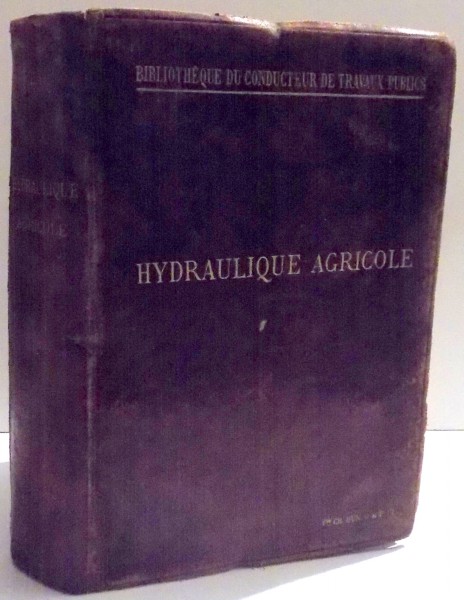 BIBLIOTHÈQUE DU CONDUCTEUR DE TRAVAUX PUBLICS
HYDRAULIQUE AGRICOLE
HYDRAULIQUE
AGRICOLE